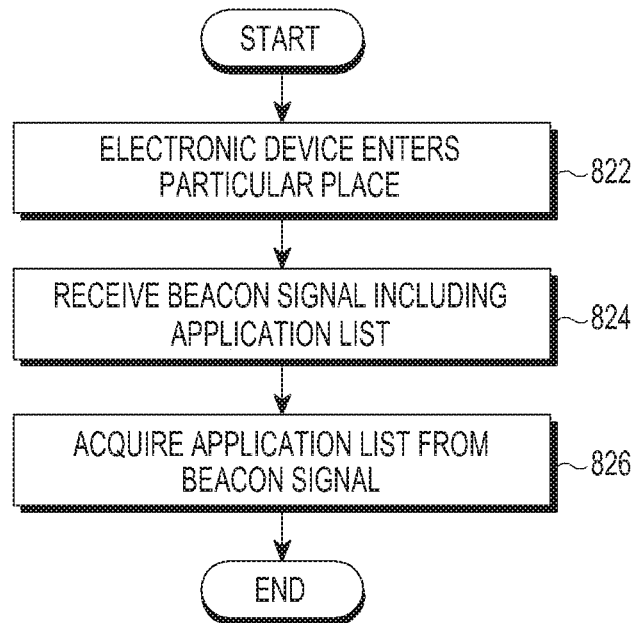 START
ELECTRONIC DEVICE ENTERS
PARTICULAR PLACE
822
RECEIVE BEACON SIGNAL INCLUDING
APPLICATION LIST
824
ACQUIRE APPLICATION LIST FROM
BEACON SIGNAL
826
END